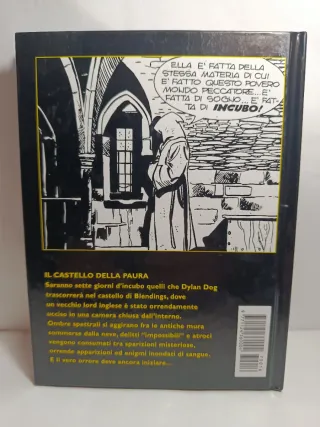 ELLA E' FATTA DELLA
STESSA MATERIA DI CUI
E' FATTO QUESTO POVERO
MONDO PECCATORE... E'
FATTA DI SOGNO... E' FAT-
TA DI INCUBO!
IL CASTELLO DELLA PAURA
Saranno sette giorni d'incubo quelli che Dylan Dog
trascorrerà nel castello di Blendings, dove
un vecchio lord inglese è stato orrendamente
ucciso in una camera chiusa dall'interno.
Ombre spettrali si aggirano fra le antiche mura
sommerse dalla neve, delitti "impossibili" e atroci
vengono consumati tra sparizioni misteriose,
orrende apparizioni ed enigmi inondati di sangue.
E il vero orrore deve ancora iniziare...